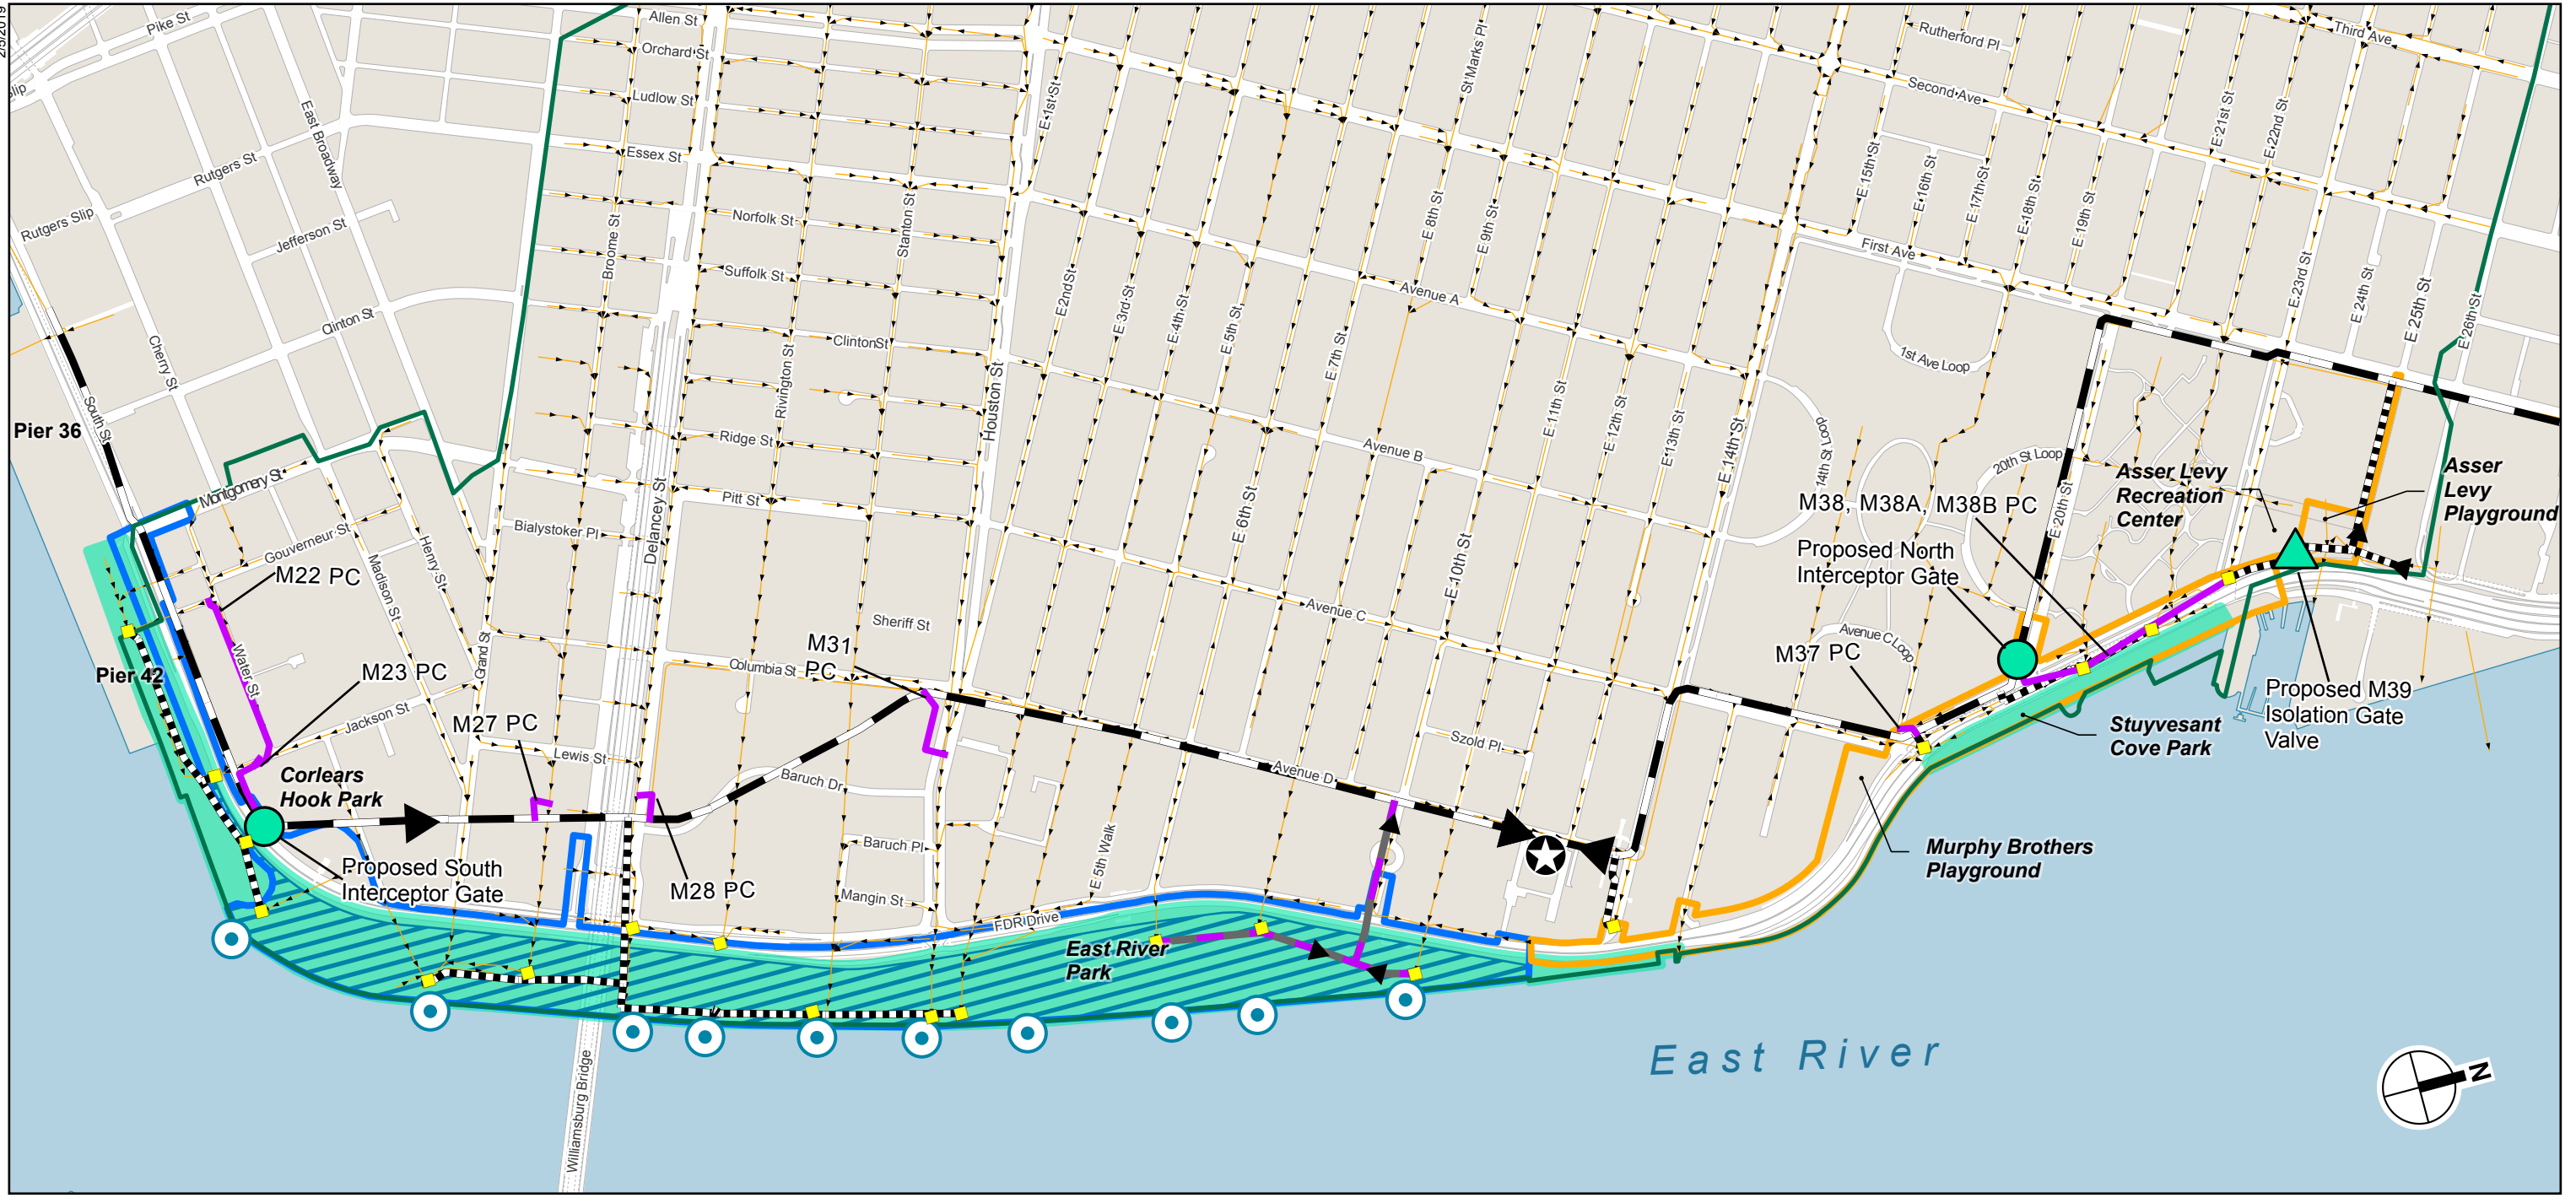 2/5/2019
Pike St
Allen St
Orchard St
Ludlow St
Essex St
Norfolk St
Suffolk St
Clinton St
Ridge St
Pitt St
Bialystoker Pl
Sheriff St
Columbia St
Lewis St
Baruch Dr
Baruch Pl
Mangin St
Slip
Rutgers St
Rutgers Slip
East Broadway
Jefferson St
Clinton St
Cherry St
South St
Montgomery St
Gouverneur St
Madison St
Henry St
Water St
Jackson St
Grand St
Broome St
Delancey St
Rivington St
Stanton St
Houston St
E 1st St
E 2nd St
E 3rd St
E 4th St
E 5th St
E 6th St
E 7th St
St Marks Pl
E 8th St
E 9th St
E 10th St
E 11th St
E 12th St
E 13th St
E 14th St
E 15th St
E 16th St
E 17th St
E 18th St
E 19th St
E 20th St
E 21st St
E 22nd St
E 23rd St
E 24th St
E 25th St
E 26th St
Rutherford Pl
Third Ave
Second Ave
First Ave
Avenue A
Avenue B
Avenue C
Avenue D
1st Ave Loop
14th St Loop
20th St Loop
Avenue C Loop
Szold Pl
E 5th Walk
FDR Drive
Williamsburg Bridge
Pier 36
Pier 42
M22 PC
M23 PC
M27 PC
M28 PC
M31
PC
M37 PC
M38, M38A, M38B PC
Corlears
Hook Park
Proposed South
Interceptor Gate
Proposed North
Interceptor Gate
Proposed M39
Isolation Gate
Valve
Asser Levy
Recreation
Center
Asser
Levy
Playground
Stuyvesant
Cove Park
Murphy Brothers
Playground
East River
Park
East River
N